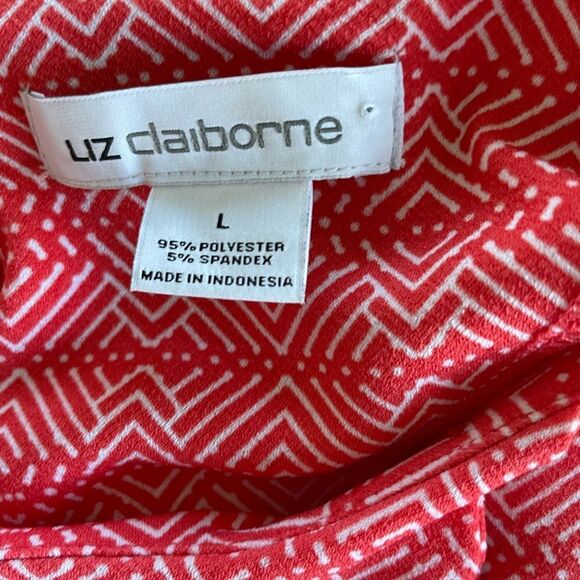 LIZ claiborne
L
95% POLYESTER
5% SPANDEX
MADE IN INDONESIA